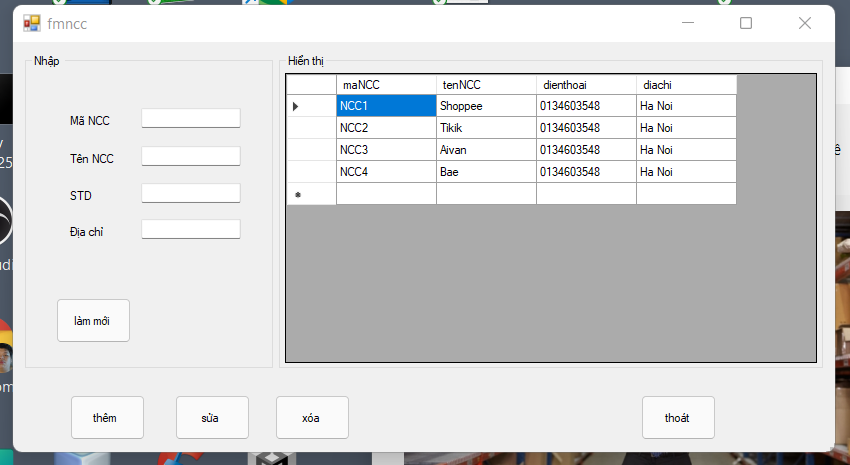 fmncc
Nhập
Mã NCC
Tên NCC
STD
Địa chỉ
làm mới
Hiển thị
maNCC tenNCC dienthoai diachi
NCC1 Shoppee 0134603548 Ha Noi
NCC2 Tikik 0134603548 Ha Noi
NCC3 Aivan 0134603548 Ha Noi
NCC4 Bae 0134603548 Ha Noi
thêm sửa xóa thoát